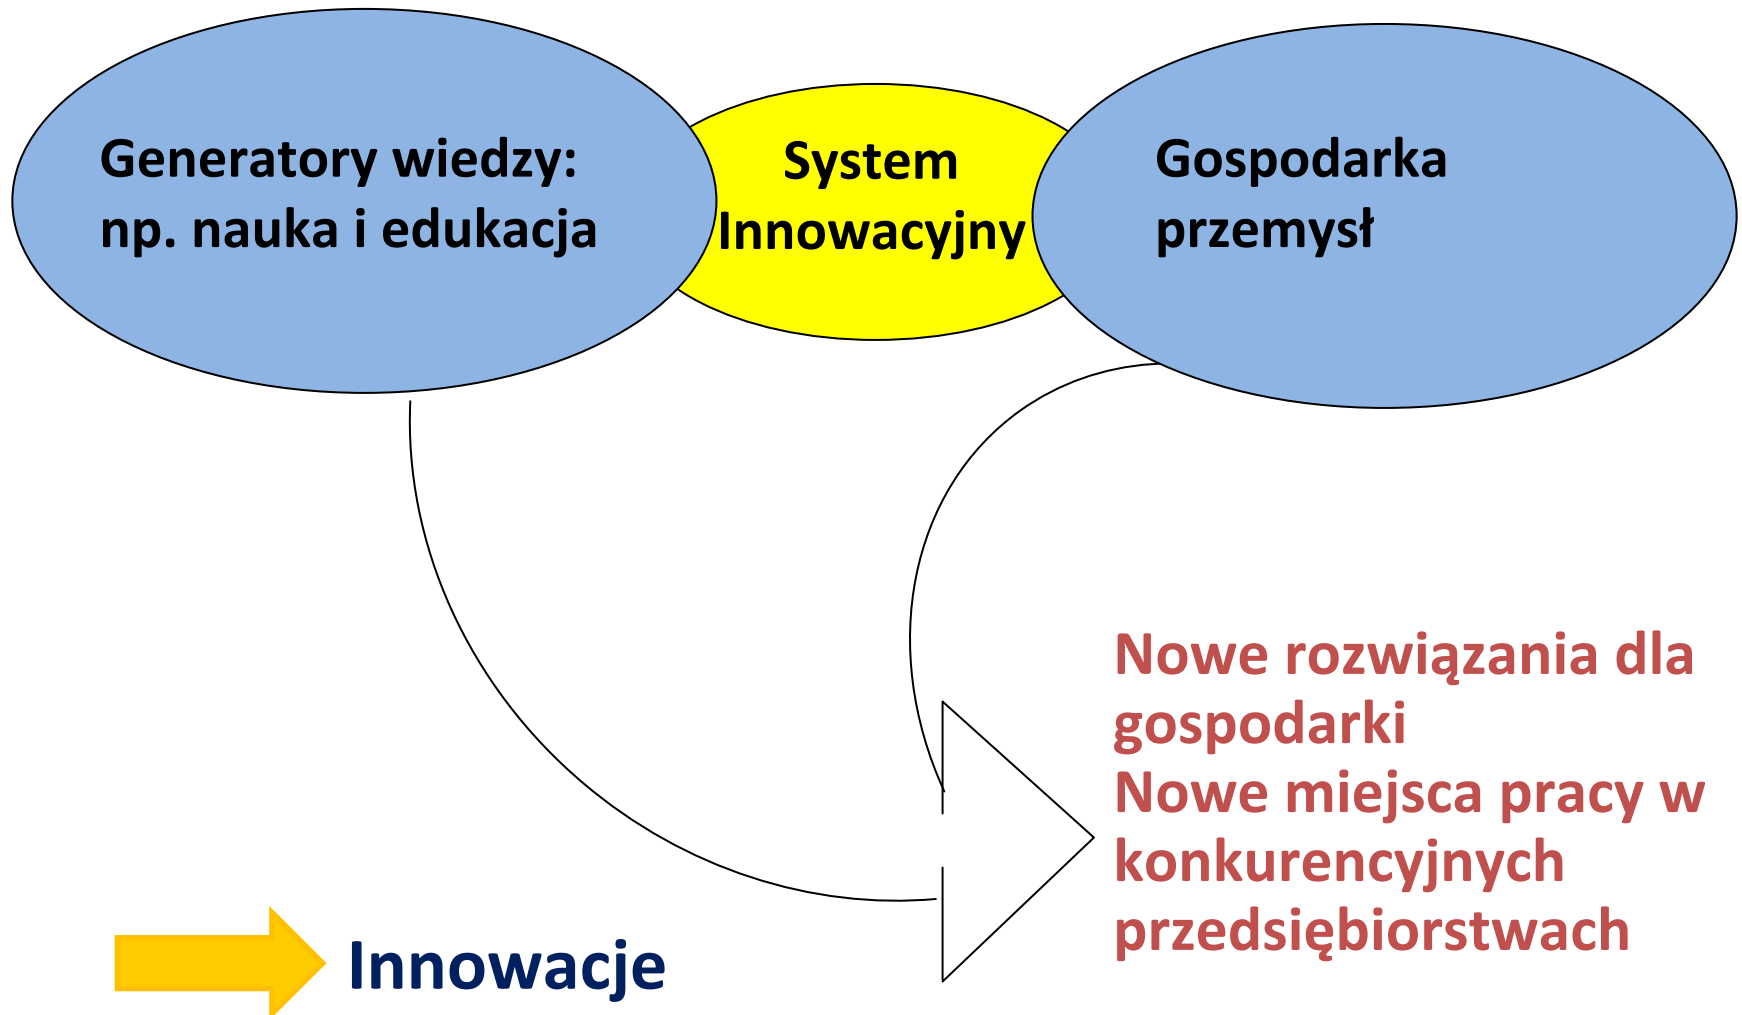 Generatory wiedzy:
np. nauka i edukacja
System
Innowacyjny
Gospodarka
przemysł
Nowe rozwiązania dla
gospodarki
Nowe miejsca pracy w
konkurencyjnych
przedsiębiorstwach
Innowacje